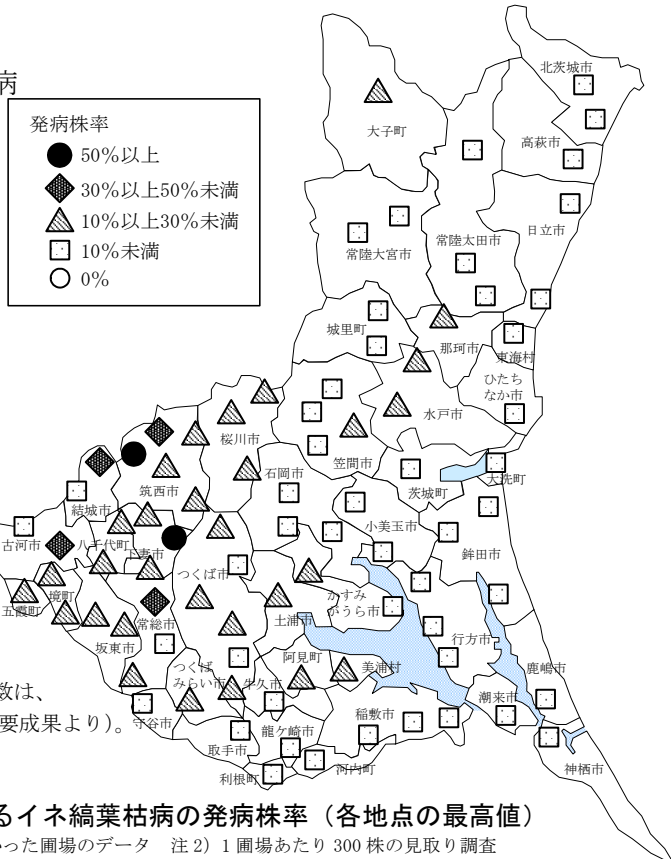 病
発病株率
50%以上
30%以上50%未満
10%以上30%未満
10%未満
0%
北茨城市
大子町
高萩市
日立市
常陸大宮市
常陸太田市
城里町
那珂市
東海村
ひたち
なか市
水戸市
桜川市
笠間市
石岡市
茨城町
大洗町
筑西市
結城市
小美玉市
古河市
八千代町
下妻市
鉾田市
つくば市
境町
五霞町
かすみ
がうら市
土浦市
常総市
行方市
坂東市
阿見町
美浦村
鹿嶋市
つくば
みらい市
牛久市
潮来市
守谷市
稲敷市
龍ケ崎市
取手市
河内町
利根町
神栖市
数は、
要成果より)。
るイネ縞葉枯病の発病株率(各地点の最高値)
った圃場のデータ 注2) 1圃場あたり300株の見取り調査